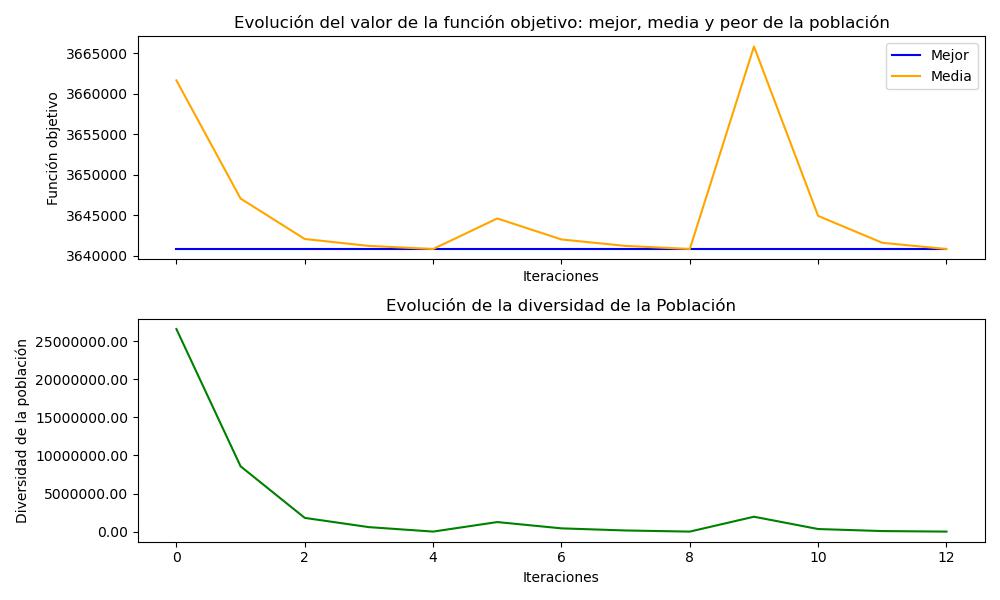 Evolución del valor de la función objetivo: mejor, media y peor de la población
Función objetivo
3665000
3660000
3655000
3650000
3645000
3640000
Mejor
Media
Iteraciones
Evolución de la diversidad de la Población
Diversidad de la población
25000000.00
20000000.00
15000000.00
10000000.00
5000000.00
0.00
0 2 4 6 8 10 12
Iteraciones